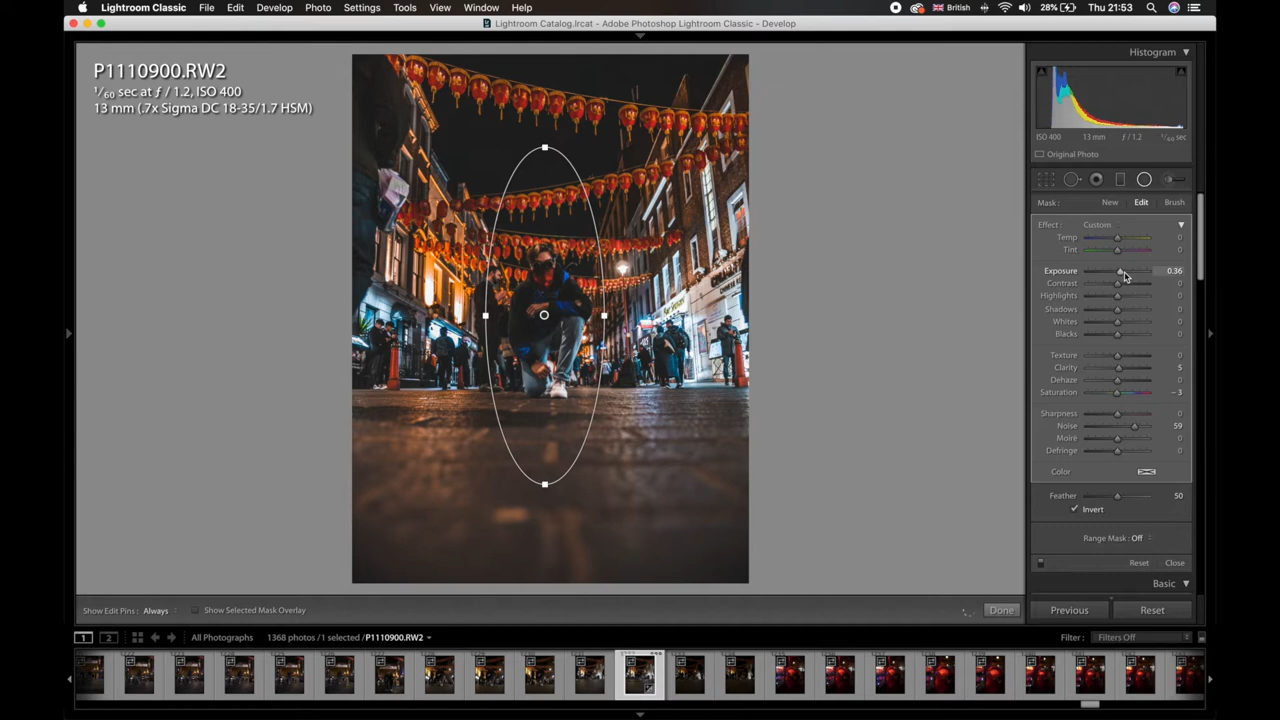 Lightroom Classic File Edit Develop Photo Settings Tools View Window Help
British 28% Thu 21:53
Lightroom Catalog.lrcat - Adobe Photoshop Lightroom Classic - Develop
P1110900.RW2
1/60 sec at ƒ / 1.2, ISO 400
13 mm (.7x Sigma DC 18-35/1.7 HSM)
Histogram
ISO 400 13 mm ƒ / 1.2 1/60 sec
Original Photo
Mask : New Edit Brush
Effect : Custom
Temp 0
Tint 0
Exposure 0.36
Contrast 0
Highlights 0
Shadows 0
Whites 0
Blacks 0
Texture 0
Clarity 5
Dehaze 0
Saturation – 3
Sharpness 0
Noise 59
Moiré 0
Defringe 0
Color
Feather 50
Invert
Range Mask : Off
Reset Close
Basic
Show Edit Pins : Always Show Selected Mask Overlay Done
Previous Reset
1 2 All Photographs 1368 photos / 1 selected / P1110900.RW2 Filter : Filters Off